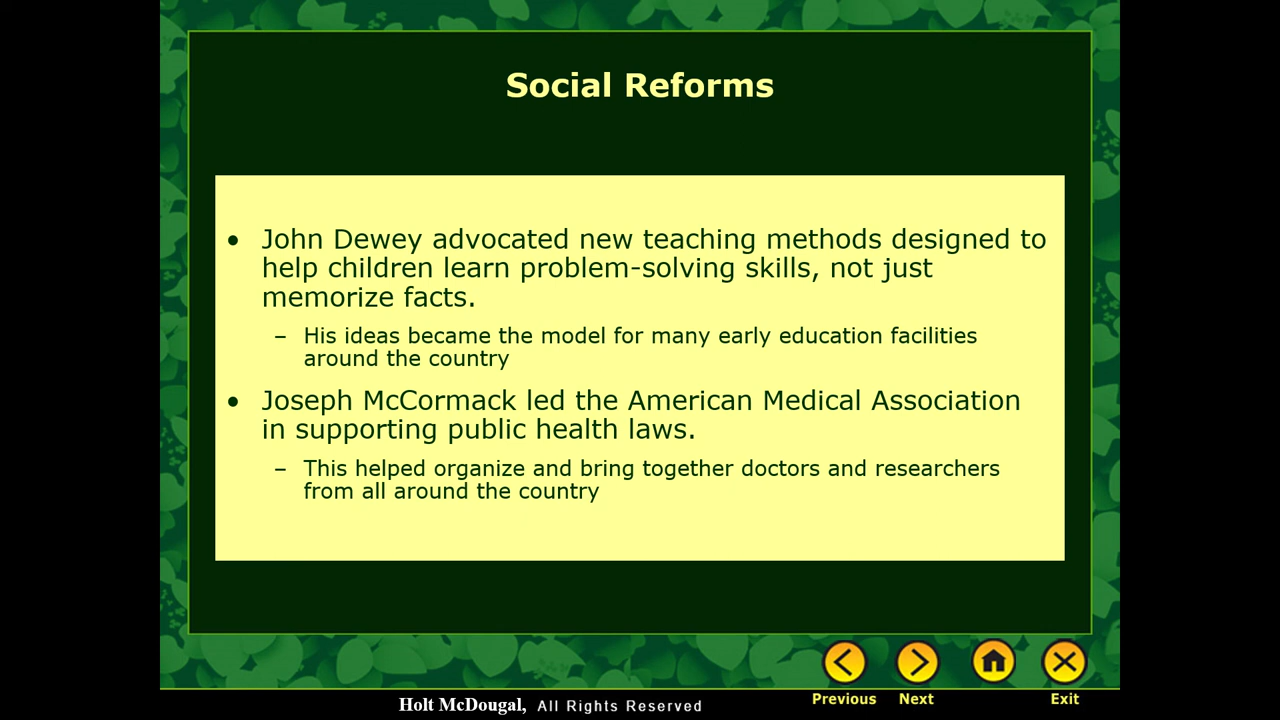 Social Reforms
• John Dewey advocated new teaching methods designed to
help children learn problem-solving skills, not just
memorize facts.
– His ideas became the model for many early education facilities
around the country
• Joseph McCormack led the American Medical Association
in supporting public health laws.
– This helped organize and bring together doctors and researchers
from all around the country
Previous Next Exit
Holt McDougal, All Rights Reserved